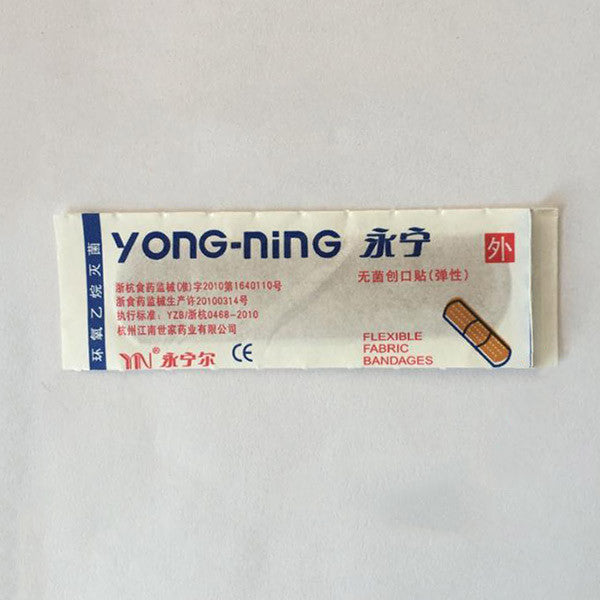 环氧乙烷灭菌
yong-ning 永宁
外
浙杭食药监械(准)字2010第1640110号
浙食药监械生产许20100314号
执行标准：YZB/浙杭0468-2010
杭州江南世家药业有限公司
无菌创口贴(弹性)
YN® 永宁尔 CE
FLEXIBLE
FABRIC
BANDAGES